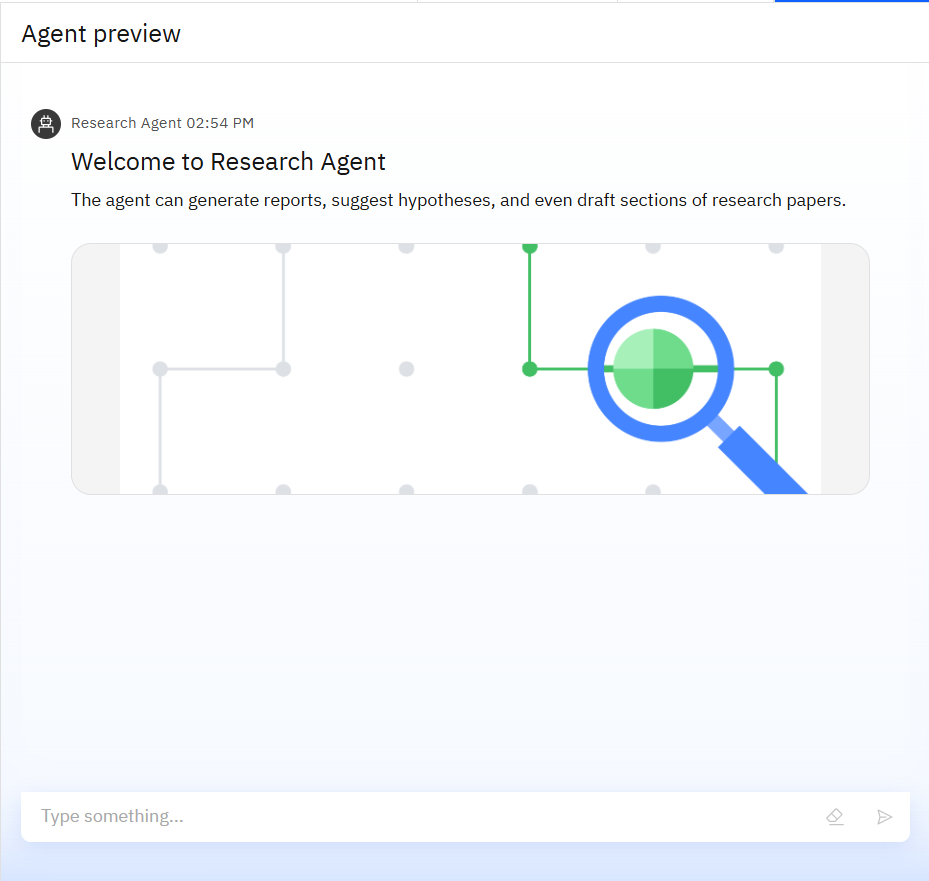 Agent preview
Research Agent 02:54 PM
Welcome to Research Agent
The agent can generate reports, suggest hypotheses, and even draft sections of research papers.
Type something...